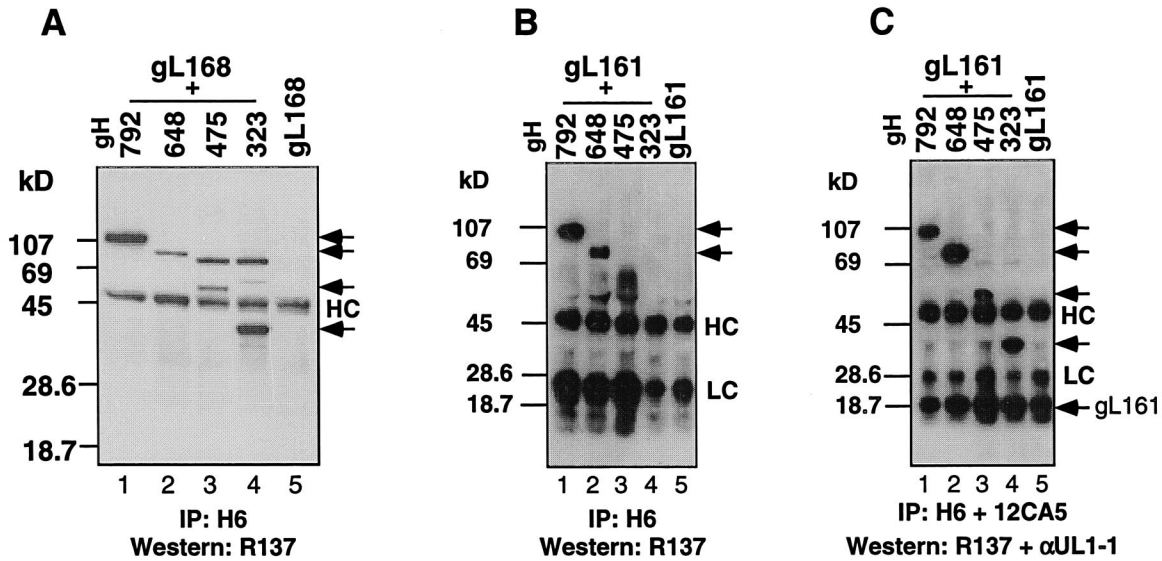 A
gL168
+
gH 792 648 475 323 gL168
kD
107
69
45
28.6
18.7
HC
1 2 3 4 5
IP: H6
Western: R137
B
gL161
+
gH 792 648 475 323 gL161
kD
107
69
45
28.6
18.7
HC
LC
1 2 3 4 5
IP: H6
Western: R137
C
gL161
+
gH 792 648 475 323 gL161
kD
107
69
45
28.6
18.7
HC
LC
gL161
1 2 3 4 5
IP: H6 + 12CA5
Western: R137 + αUL1-1